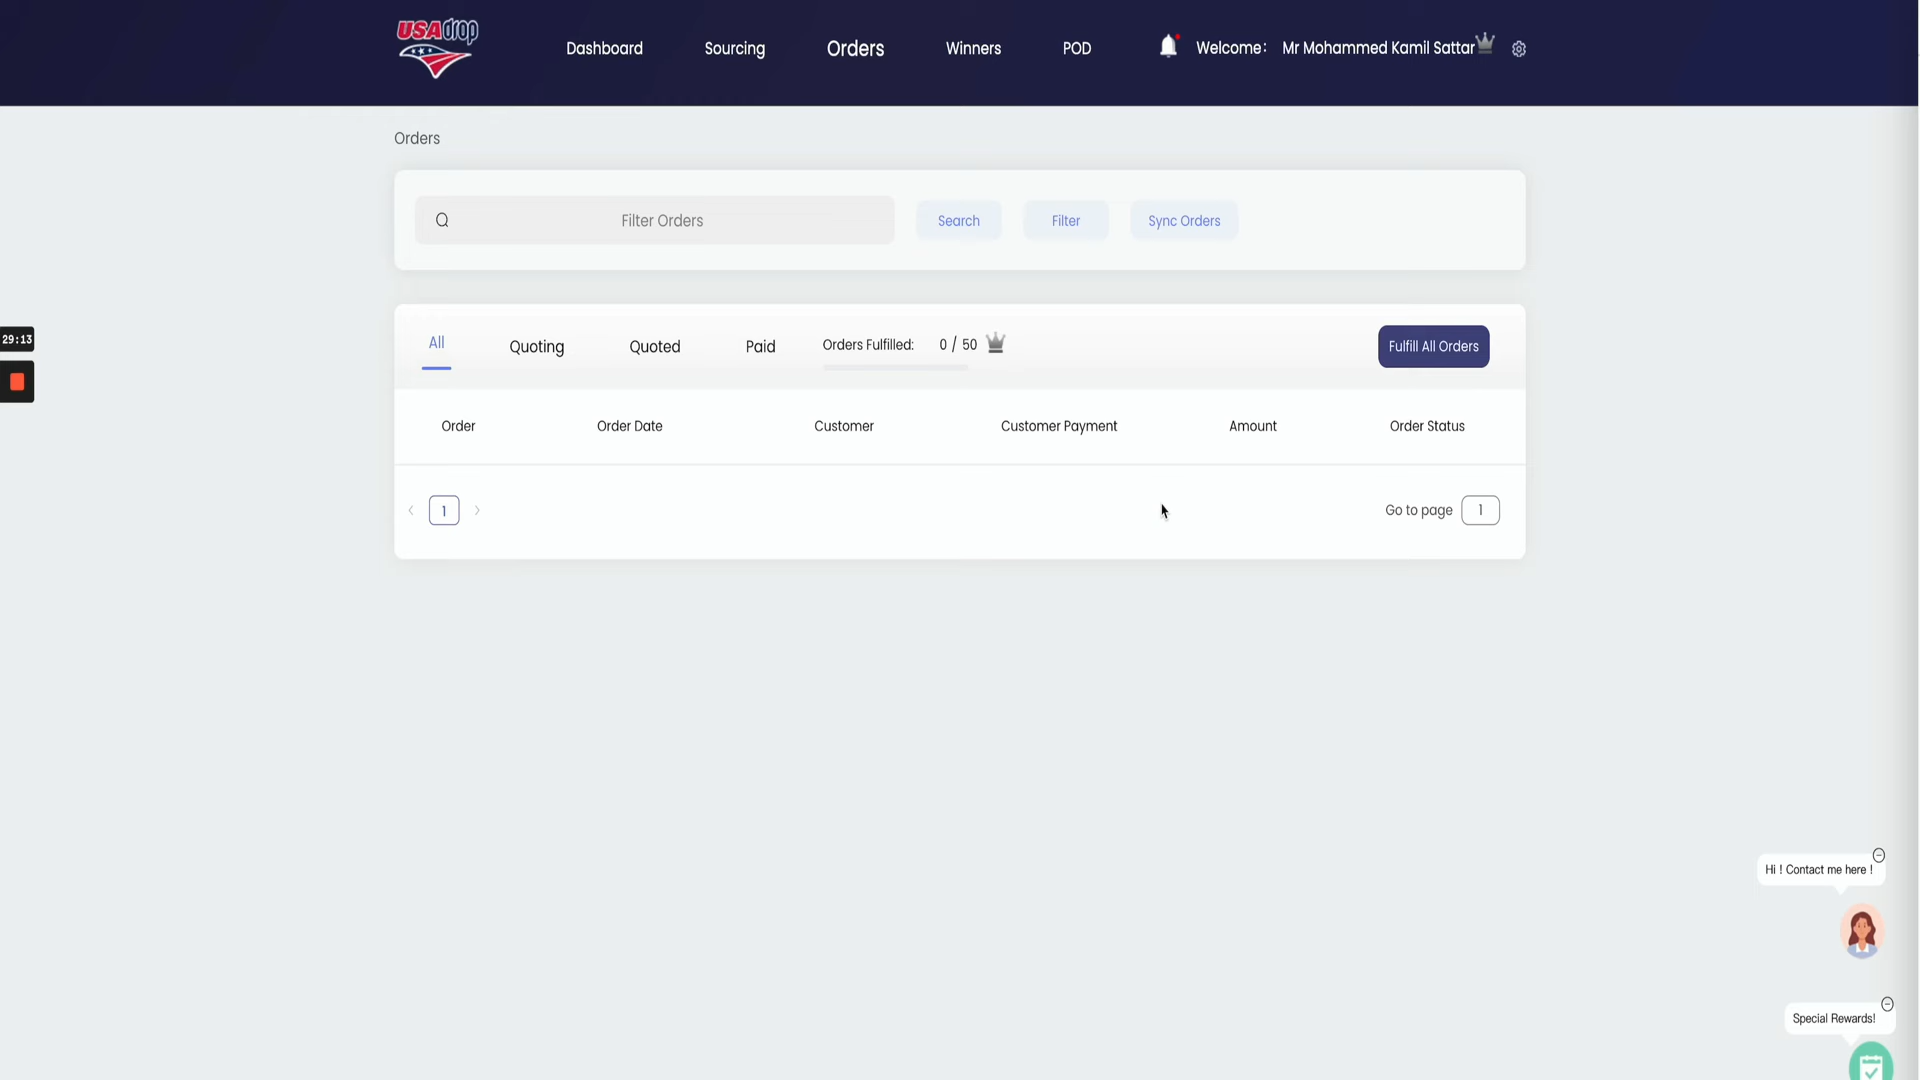 USAdrop
Dashboard Sourcing Orders Winners POD Welcome: Mr Mohammed Kamil Sattar
Orders
Filter Orders Search Filter Sync Orders
29:13
All Quoting Quoted Paid Orders Fulfilled: 0 / 50 Fulfill All Orders
Order Order Date Customer Customer Payment Amount Order Status
< 1 > Go to page 1
Hi ! Contact me here !
Special Rewards!